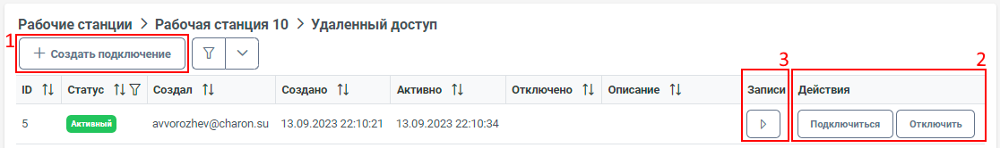 Рабочие станции > Рабочая станция 10 > Удаленный доступ
1 + Создать подключение
3 2
ID Статус Создал Создано Активно Отключено Описание Записи Действия
5 Активный avvorozhev@charon.su 13.09.2023 22:10:21 13.09.2023 22:10:34 Подключиться Отключить